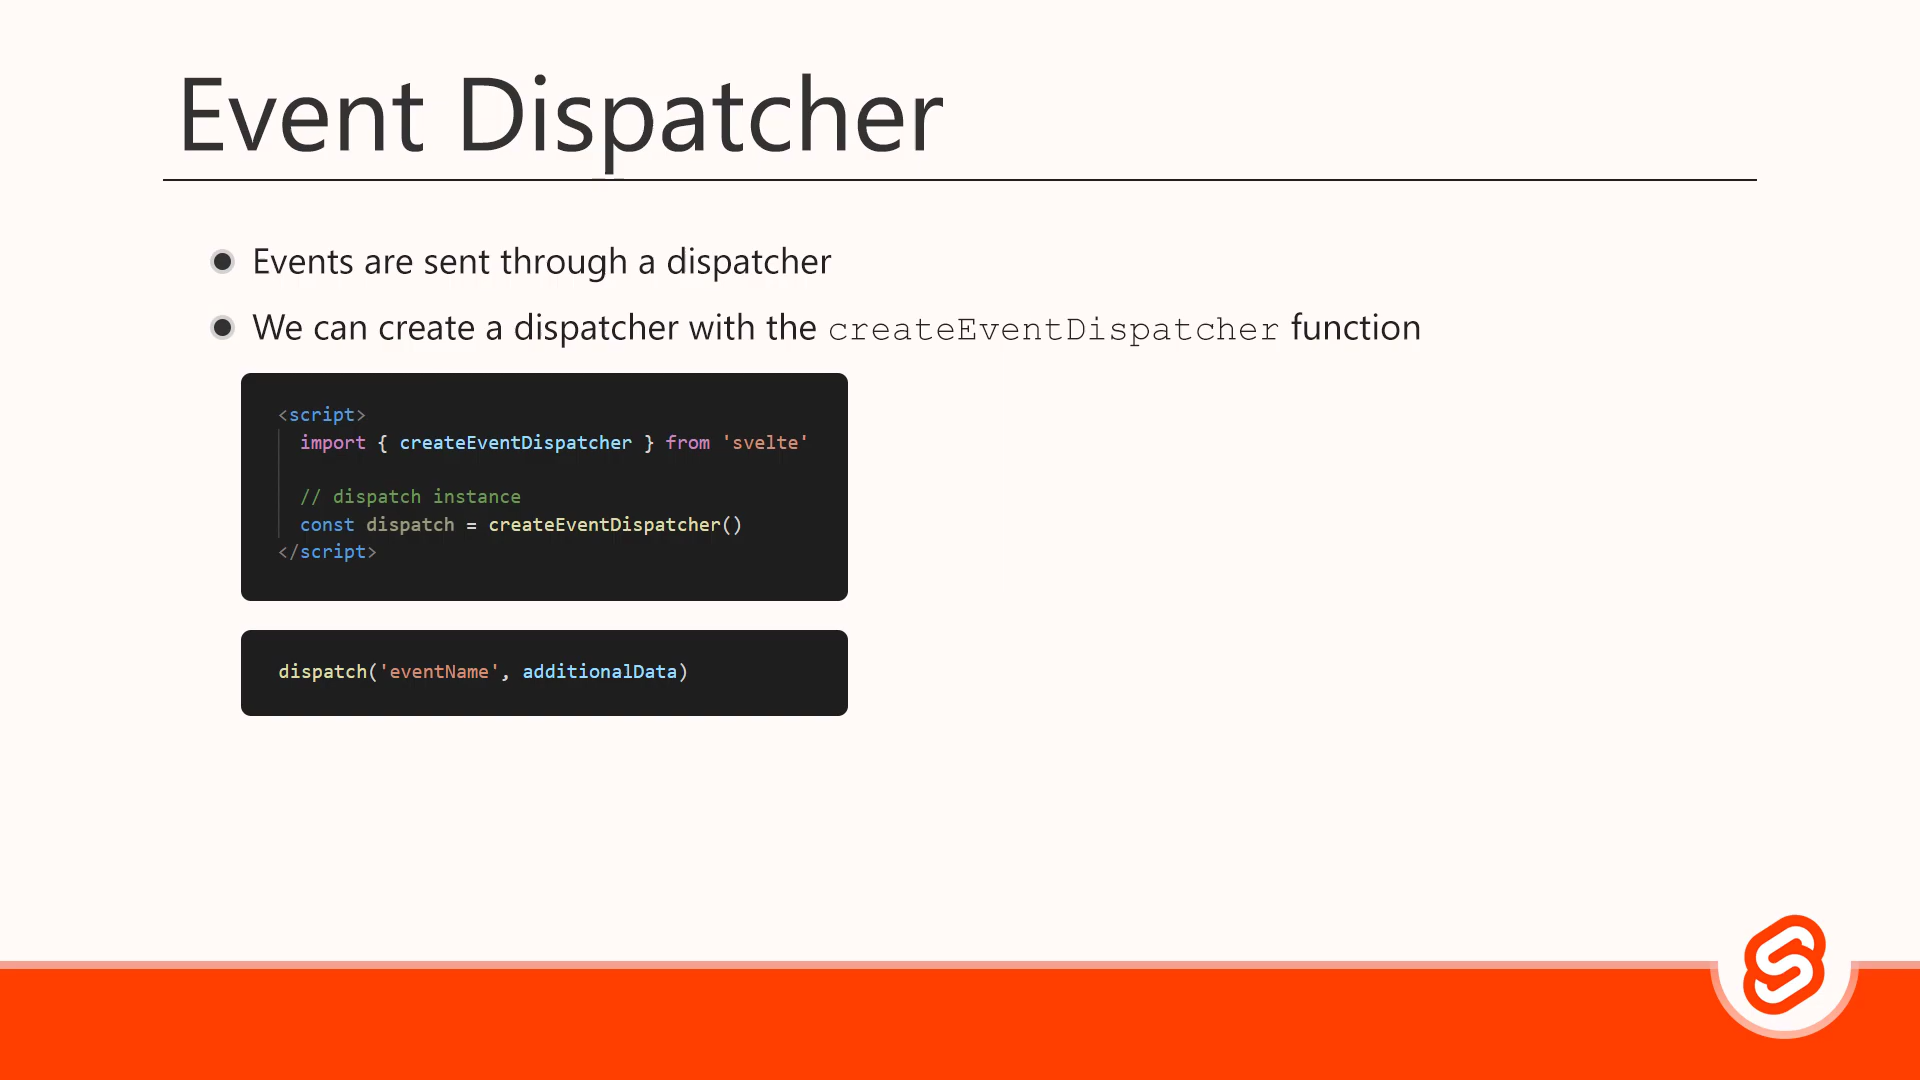 Event Dispatcher
Events are sent through a dispatcher
We can create a dispatcher with the createEventDispatcher function
<script>
import { createEventDispatcher } from 'svelte'
// dispatch instance
const dispatch = createEventDispatcher()
</script>
dispatch('eventName', additionalData)